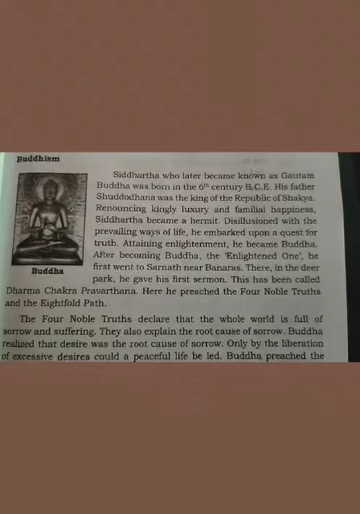 Buddhism
Siddhartha who later became known as Gautam
Buddha was born in the 6th century B.C.E. His father
Shuddodhana was the king of the Republic of Shakya.
Renouncing kingly luxury and familial happiness,
Siddhartha became a hermit. Disillusioned with the
prevailing ways of life, he embarked upon a quest for
truth. Attaining enlightenment, he became Buddha.
After becoming Buddha, the 'Enlightened One', he
first went to Sarnath near Banaras. There, in the deer
park, he gave his first sermon. This has been called
Dharma Chakra Pravarthana. Here he preached the Four Noble Truths
and the Eightfold Path.
Buddha
The Four Noble Truths declare that the whole world is full of
sorrow and suffering. They also explain the root cause of sorrow. Buddha
realized that desire was the root cause of sorrow. Only by the liberation
of excessive desires could a peaceful life be led. Buddha preached the